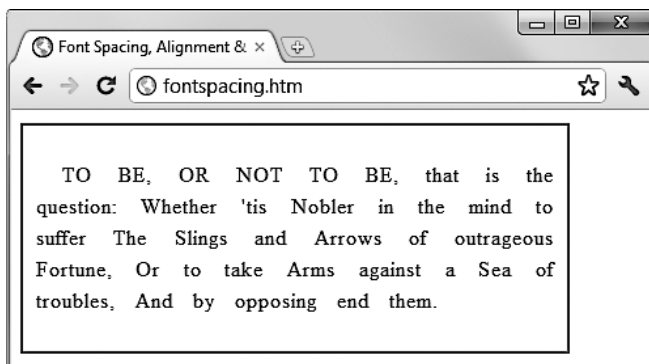 Font Spacing, Alignment &
fontspacing.htm
TO BE, OR NOT TO BE, that is the
question: Whether 'tis Nobler in the mind to
suffer The Slings and Arrows of outrageous
Fortune, Or to take Arms against a Sea of
troubles, And by opposing end them.